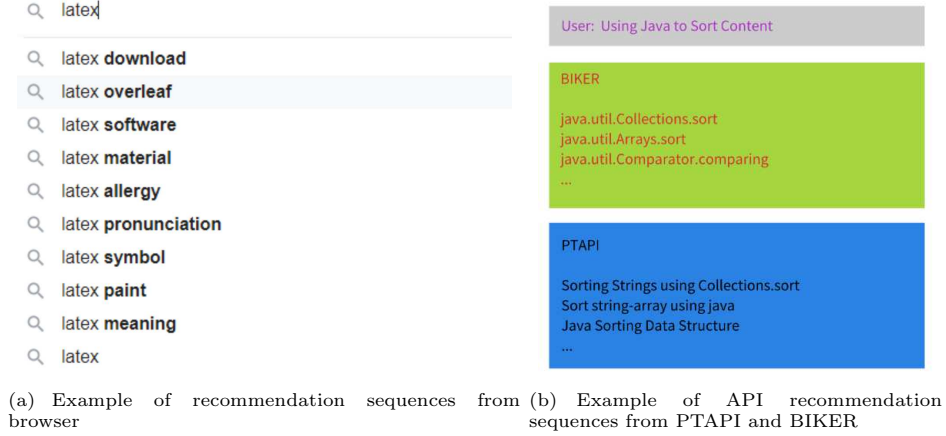 latex
latex download
latex overleaf
latex software
latex material
latex allergy
latex pronunciation
latex symbol
latex paint
latex meaning
latex
(a) Example of recommendation sequences from
browser
User: Using Java to Sort Content
BIKER
java.util.Collections.sort
java.util.Arrays.sort
java.util.Comparator.comparing
...
PTAPI
Sorting Strings using Collections.sort
Sort string-array using java
Java Sorting Data Structure
...
(b) Example of API recommendation
sequences from PTAPI and BIKER